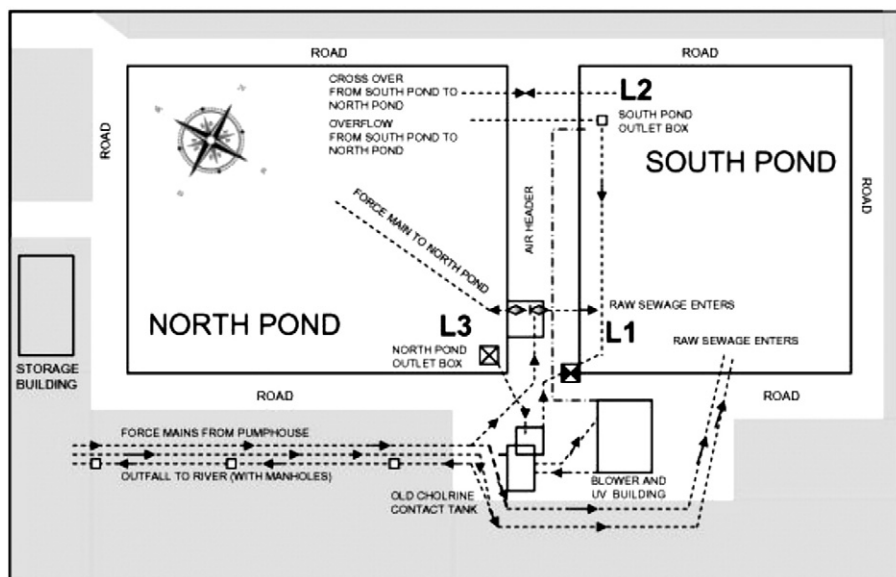 ROAD
ROAD
CROSS OVER
FROM SOUTH POND TO
NORTH POND
L2
OVERFLOW
FROM SOUTH POND TO
NORTH POND
SOUTH POND
OUTLET BOX
ROAD
SOUTH POND
ROAD
AIR HEADER
FORCE MAIN TO NORTH POND
RAW SEWAGE ENTERS
NORTH POND
L3
L1
RAW SEWAGE ENTERS
NORTH POND
OUTLET BOX
STORAGE
BUILDING
ROAD
ROAD
FORCE MAINS FROM PUMPHOUSE
OUTFALL TO RIVER (WITH MANHOLES)
BLOWER AND
UV BUILDING
OLD CHOLRINE
CONTACT TANK